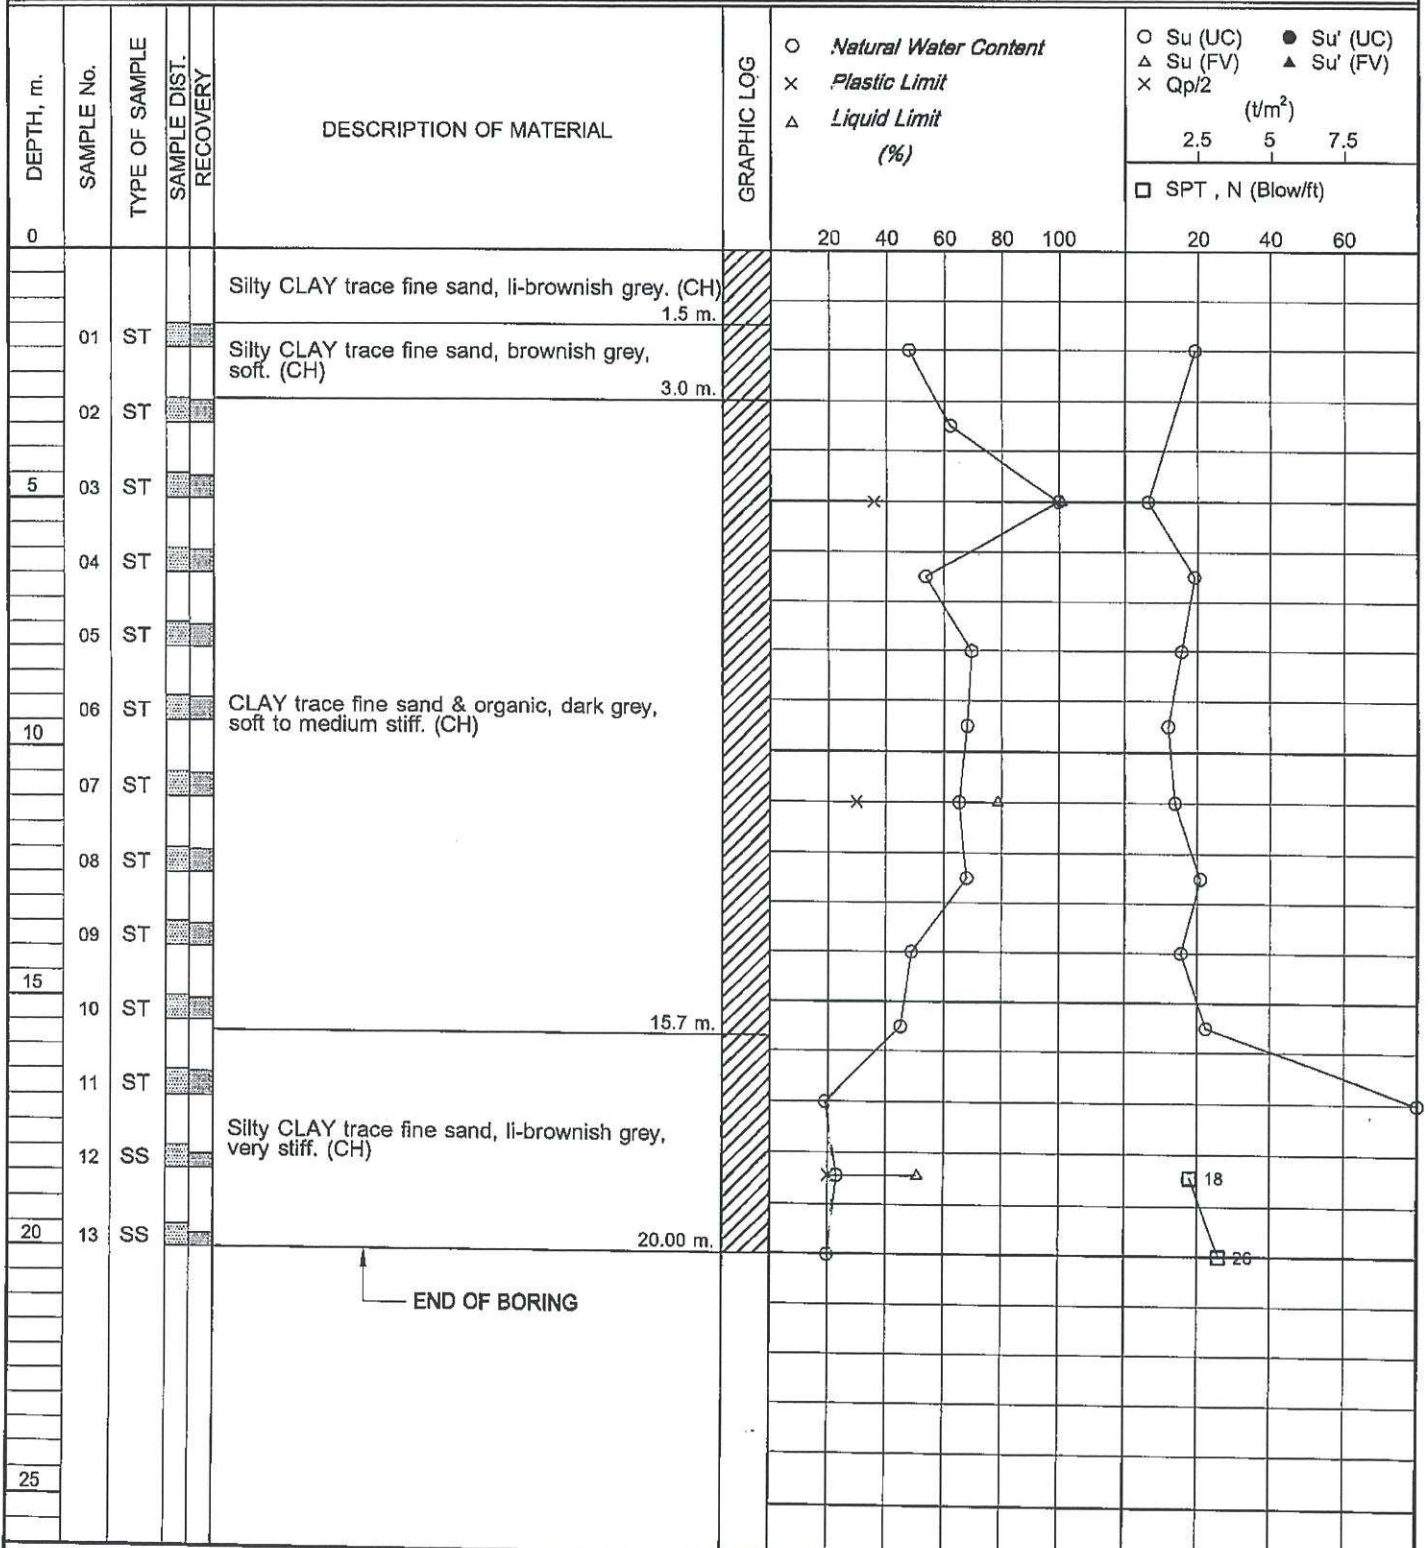 DEPTH, m.
SAMPLE No.
TYPE OF SAMPLE
SAMPLE DIST.
RECOVERY
DESCRIPTION OF MATERIAL
GRAPHIC LOG
Natural Water Content
Plastic Limit
Liquid Limit
(%)
20 40 60 80 100
Su (UC) Su' (UC)
Su (FV) Su' (FV)
Qp/2
(t/m²)
2.5 5 7.5
SPT , N (Blow/ft)
20 40 60
0
Silty CLAY trace fine sand, li-brownish grey. (CH)
1.5 m.
01 ST
Silty CLAY trace fine sand, brownish grey,
soft. (CH)
3.0 m.
02 ST
5 03 ST
04 ST
05 ST
06 ST
CLAY trace fine sand & organic, dark grey,
soft to medium stiff. (CH)
10
07 ST
08 ST
09 ST
15
10 ST
15.7 m.
11 ST
Silty CLAY trace fine sand, li-brownish grey,
very stiff. (CH)
12 SS
18
20 13 SS
20.00 m.
26
END OF BORING
25